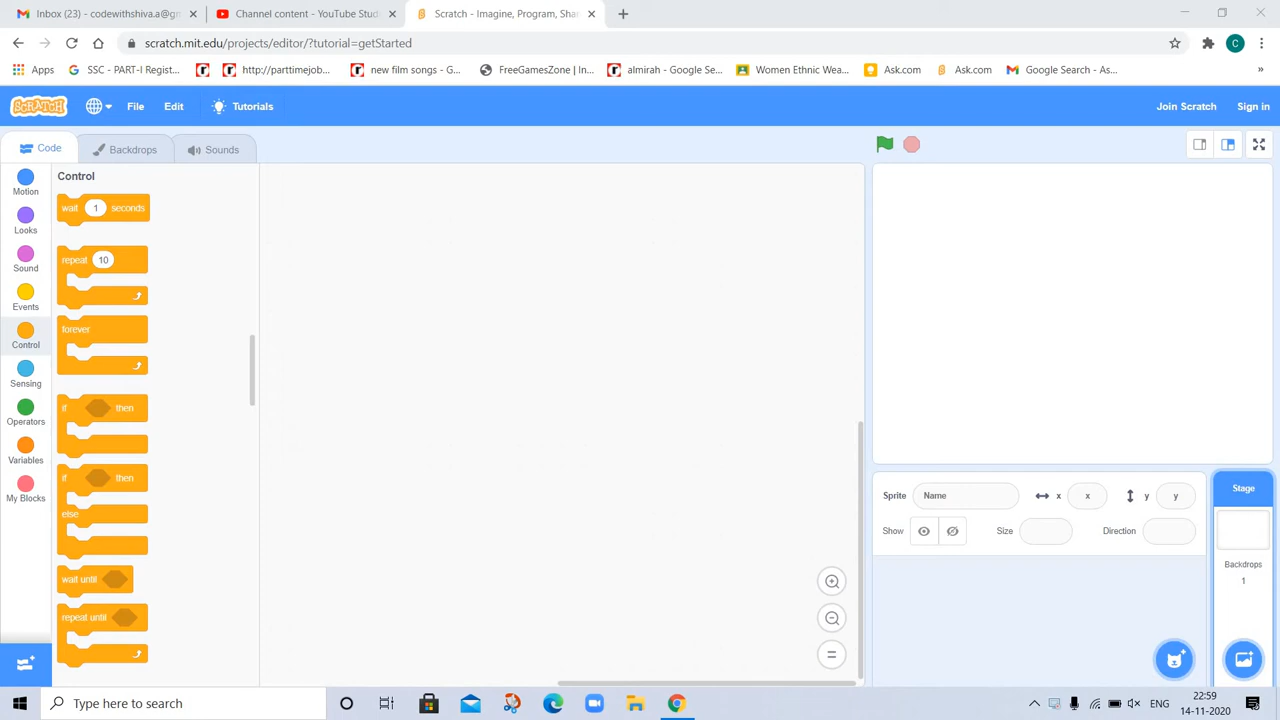 Inbox (23) - codewithshiva.a@gm
Channel content - YouTube Studi
Scratch - Imagine, Program, Shar
scratch.mit.edu/projects/editor/?tutorial=getStarted
C
Apps
SSC - PART-I Regist...
http://parttimejob...
new film songs - G...
FreeGamesZone | In...
almirah - Google Se...
Women Ethnic Wea...
Ask.com
Ask.com
Google Search - As...
»
SCRATCH
File
Edit
Tutorials
Join Scratch
Sign in
Code
Backdrops
Sounds
Motion
Looks
Sound
Events
Control
Sensing
Operators
Variables
My Blocks
Control
wait 1 seconds
repeat 10
forever
if then
if then
else
wait until
repeat until
Sprite
Name
x
x
y
y
Show
Size
Direction
Stage
Backdrops
1
Type here to search
ENG
22:59
14-11-2020